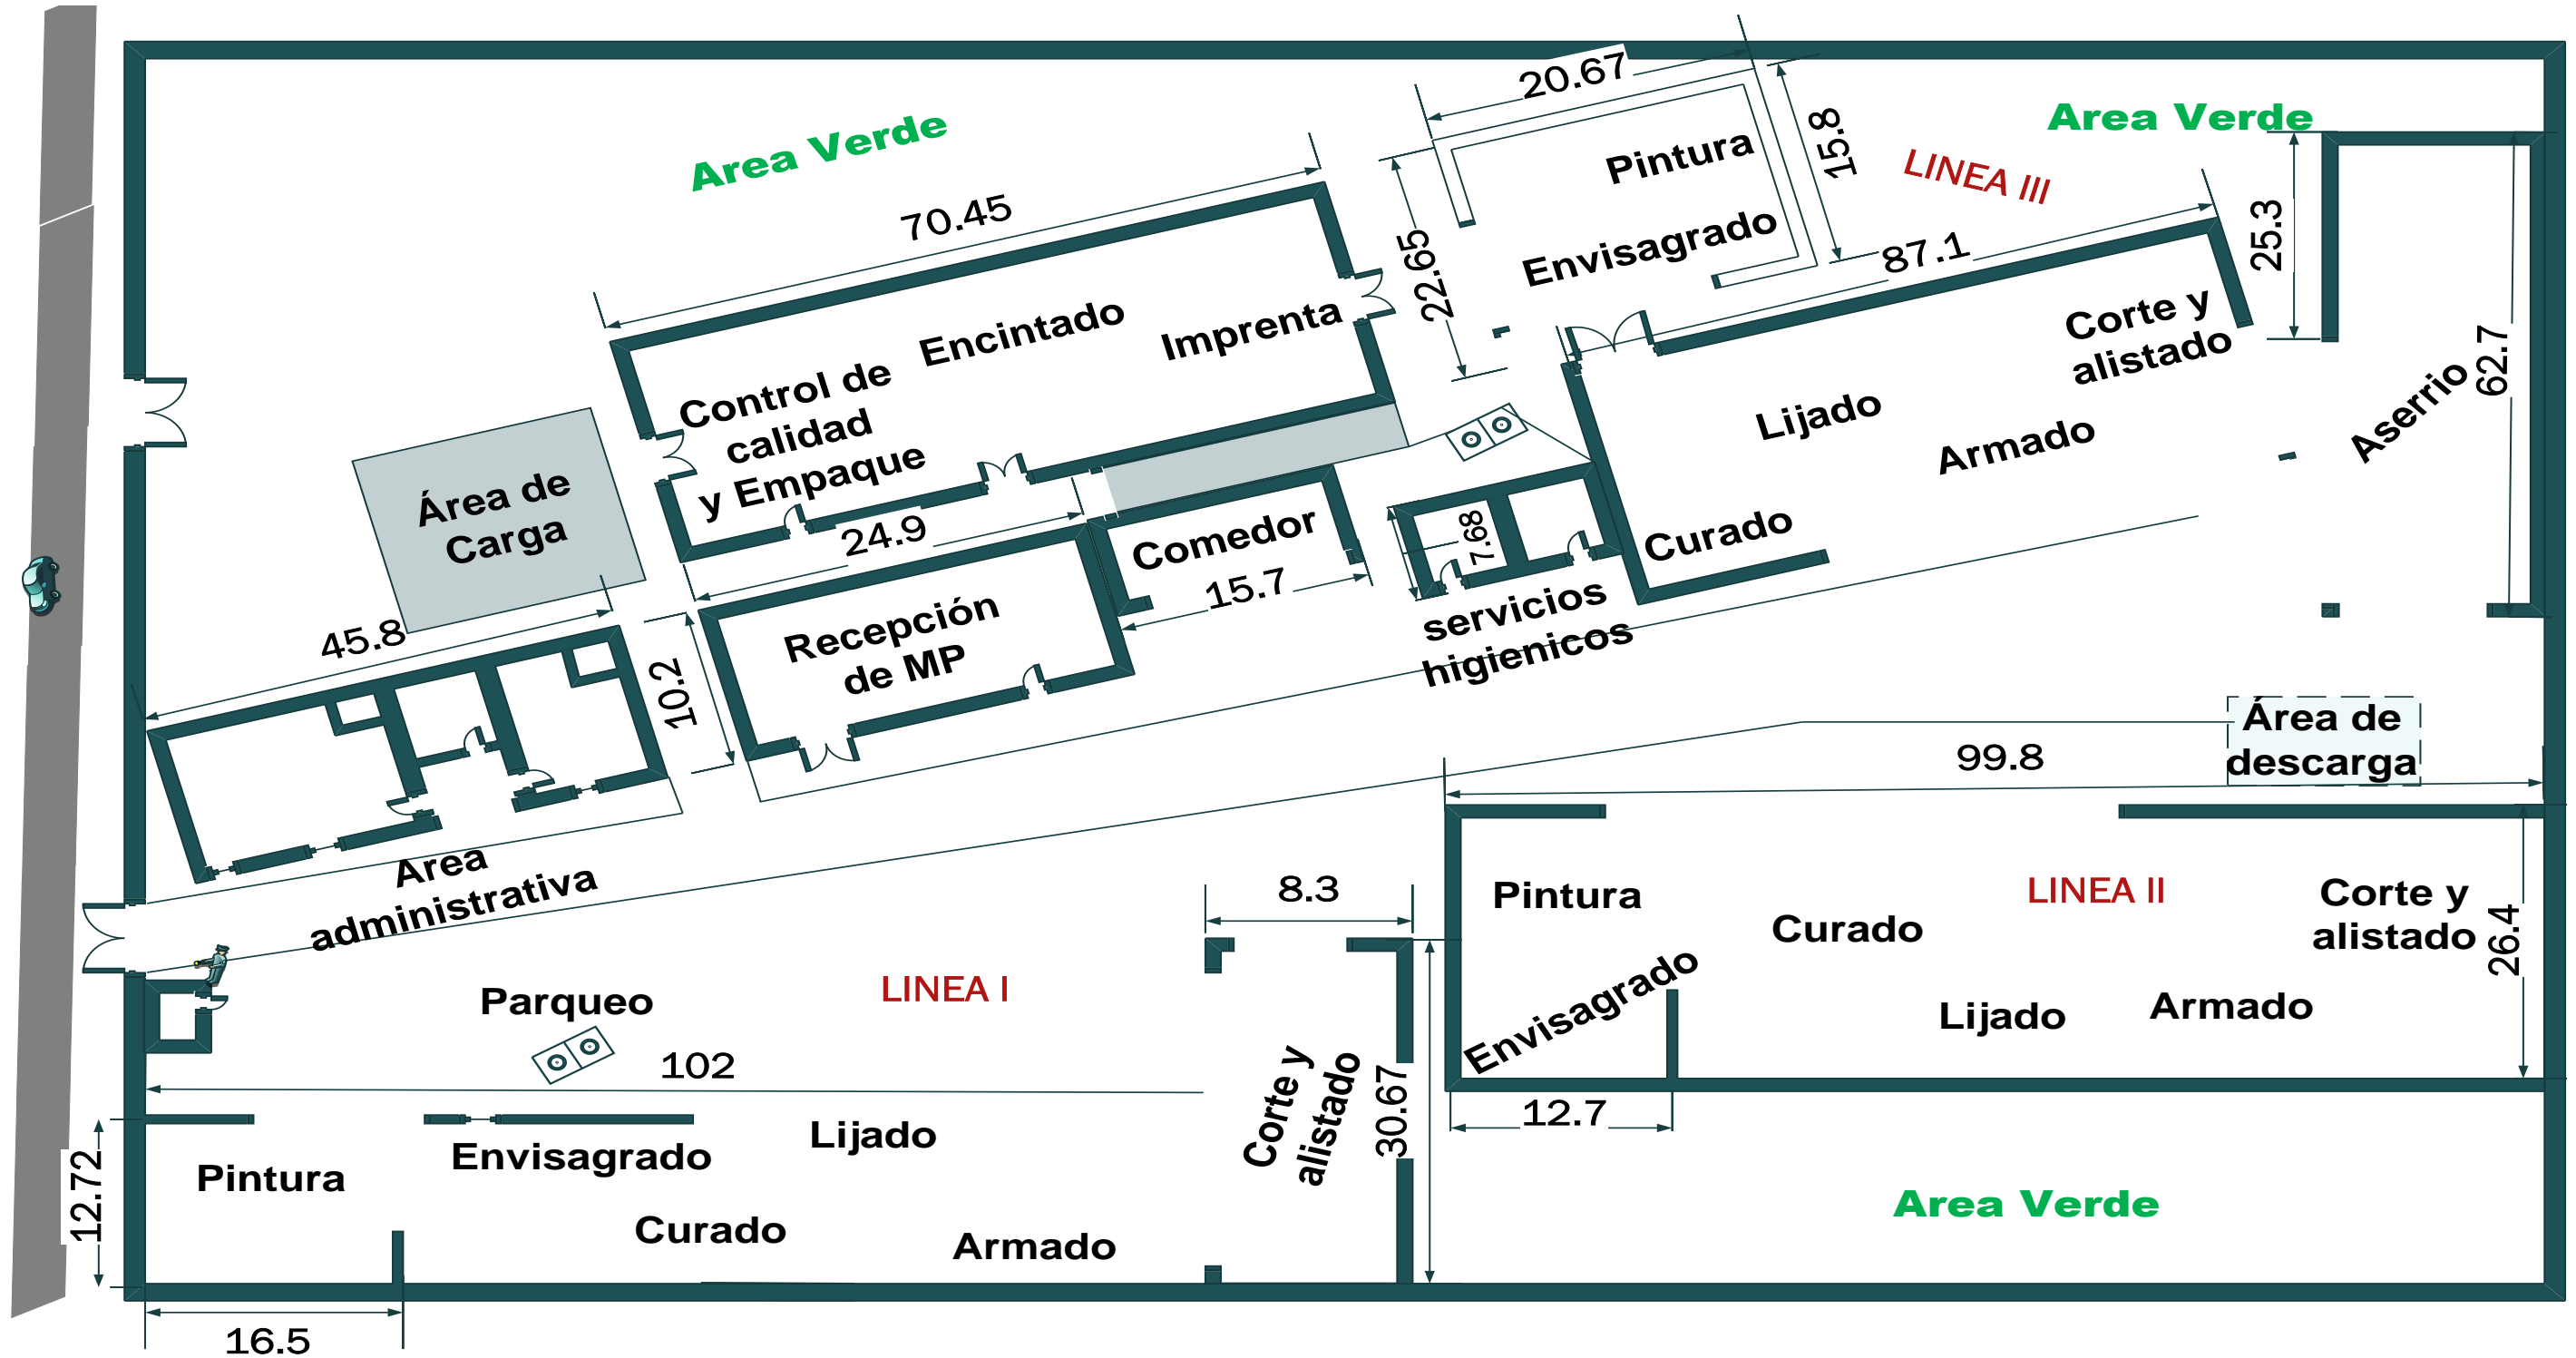 20.67
Area Verde
Area Verde
15.8
Pintura
LINEA III
70.45
Envisagrado
87.1
25.3
22.65
Encintado
Imprenta
Corte y
alistado
62.7
Control de
calidad
y Empaque
Lijado
Armado
Aserrio
Área de
Carga
24.9
Comedor
7.68
Curado
15.7
servicios
higienicos
45.8
Recepción
de MP
10.2
Área de
descarga
99.8
Area
administrativa
8.3
Pintura
LINEA II
Corte y
alistado
Curado
26.4
Parqueo
LINEA I
Envisagrado
Lijado
Armado
102
Corte y
alistado
30.67
12.7
12.72
Pintura
Envisagrado
Lijado
Curado
Armado
Area Verde
16.5